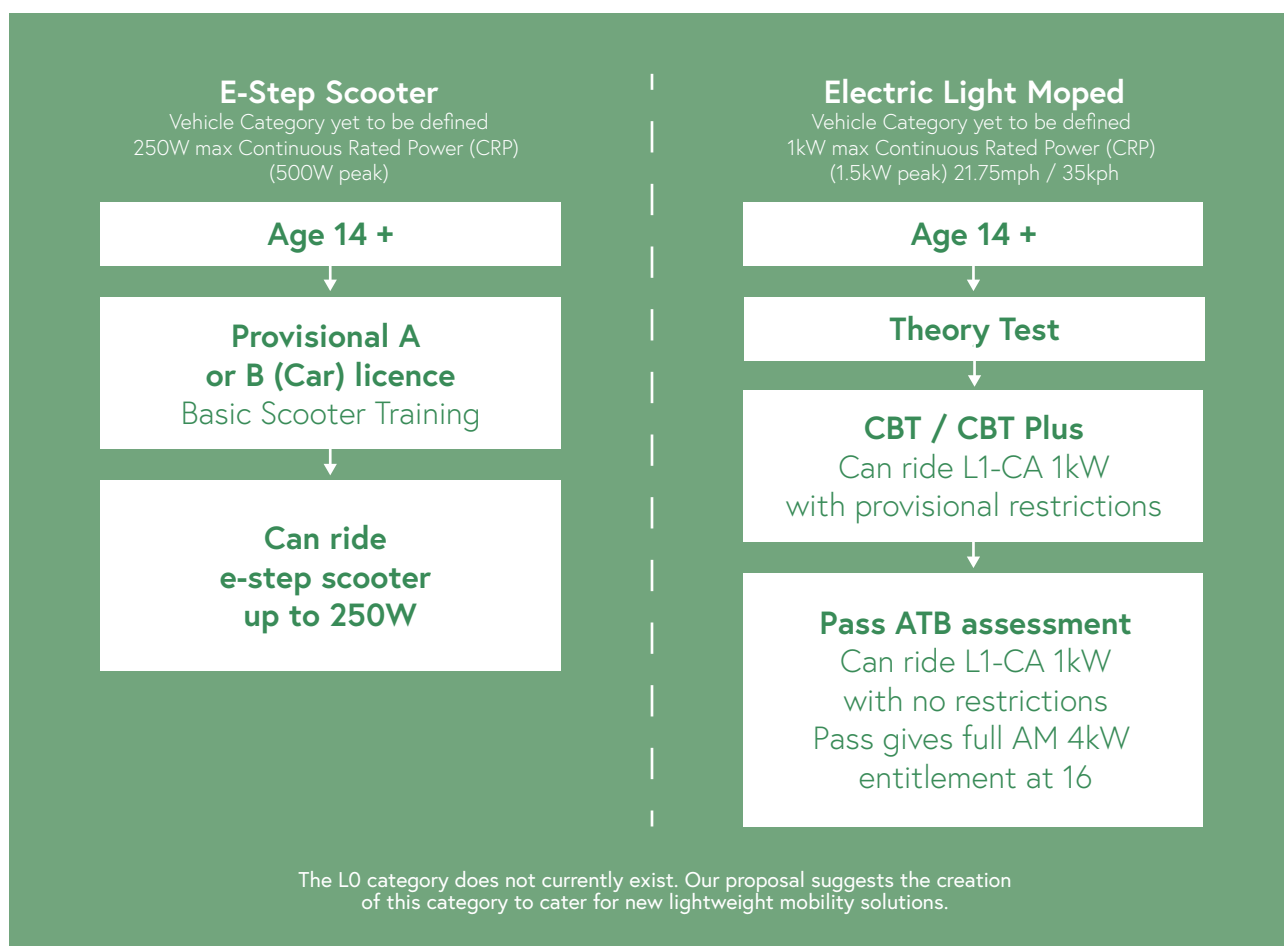 E-Step Scooter
Vehicle Category yet to be defined
250W max Continuous Rated Power (CRP)
(500W peak)
Age 14 +
Provisional A
or B (Car) licence
Basic Scooter Training
Can ride
e-step scooter
up to 250W
Electric Light Moped
Vehicle Category yet to be defined
1kW max Continuous Rated Power (CRP)
(1.5kW peak) 21.75mph / 35kph
Age 14 +
Theory Test
CBT / CBT Plus
Can ride L1-CA 1kW
with provisional restrictions
Pass ATB assessment
Can ride L1-CA 1kW
with no restrictions
Pass gives full AM 4kW
entitlement at 16
The L0 category does not currently exist. Our proposal suggests the creation
of this category to cater for new lightweight mobility solutions.